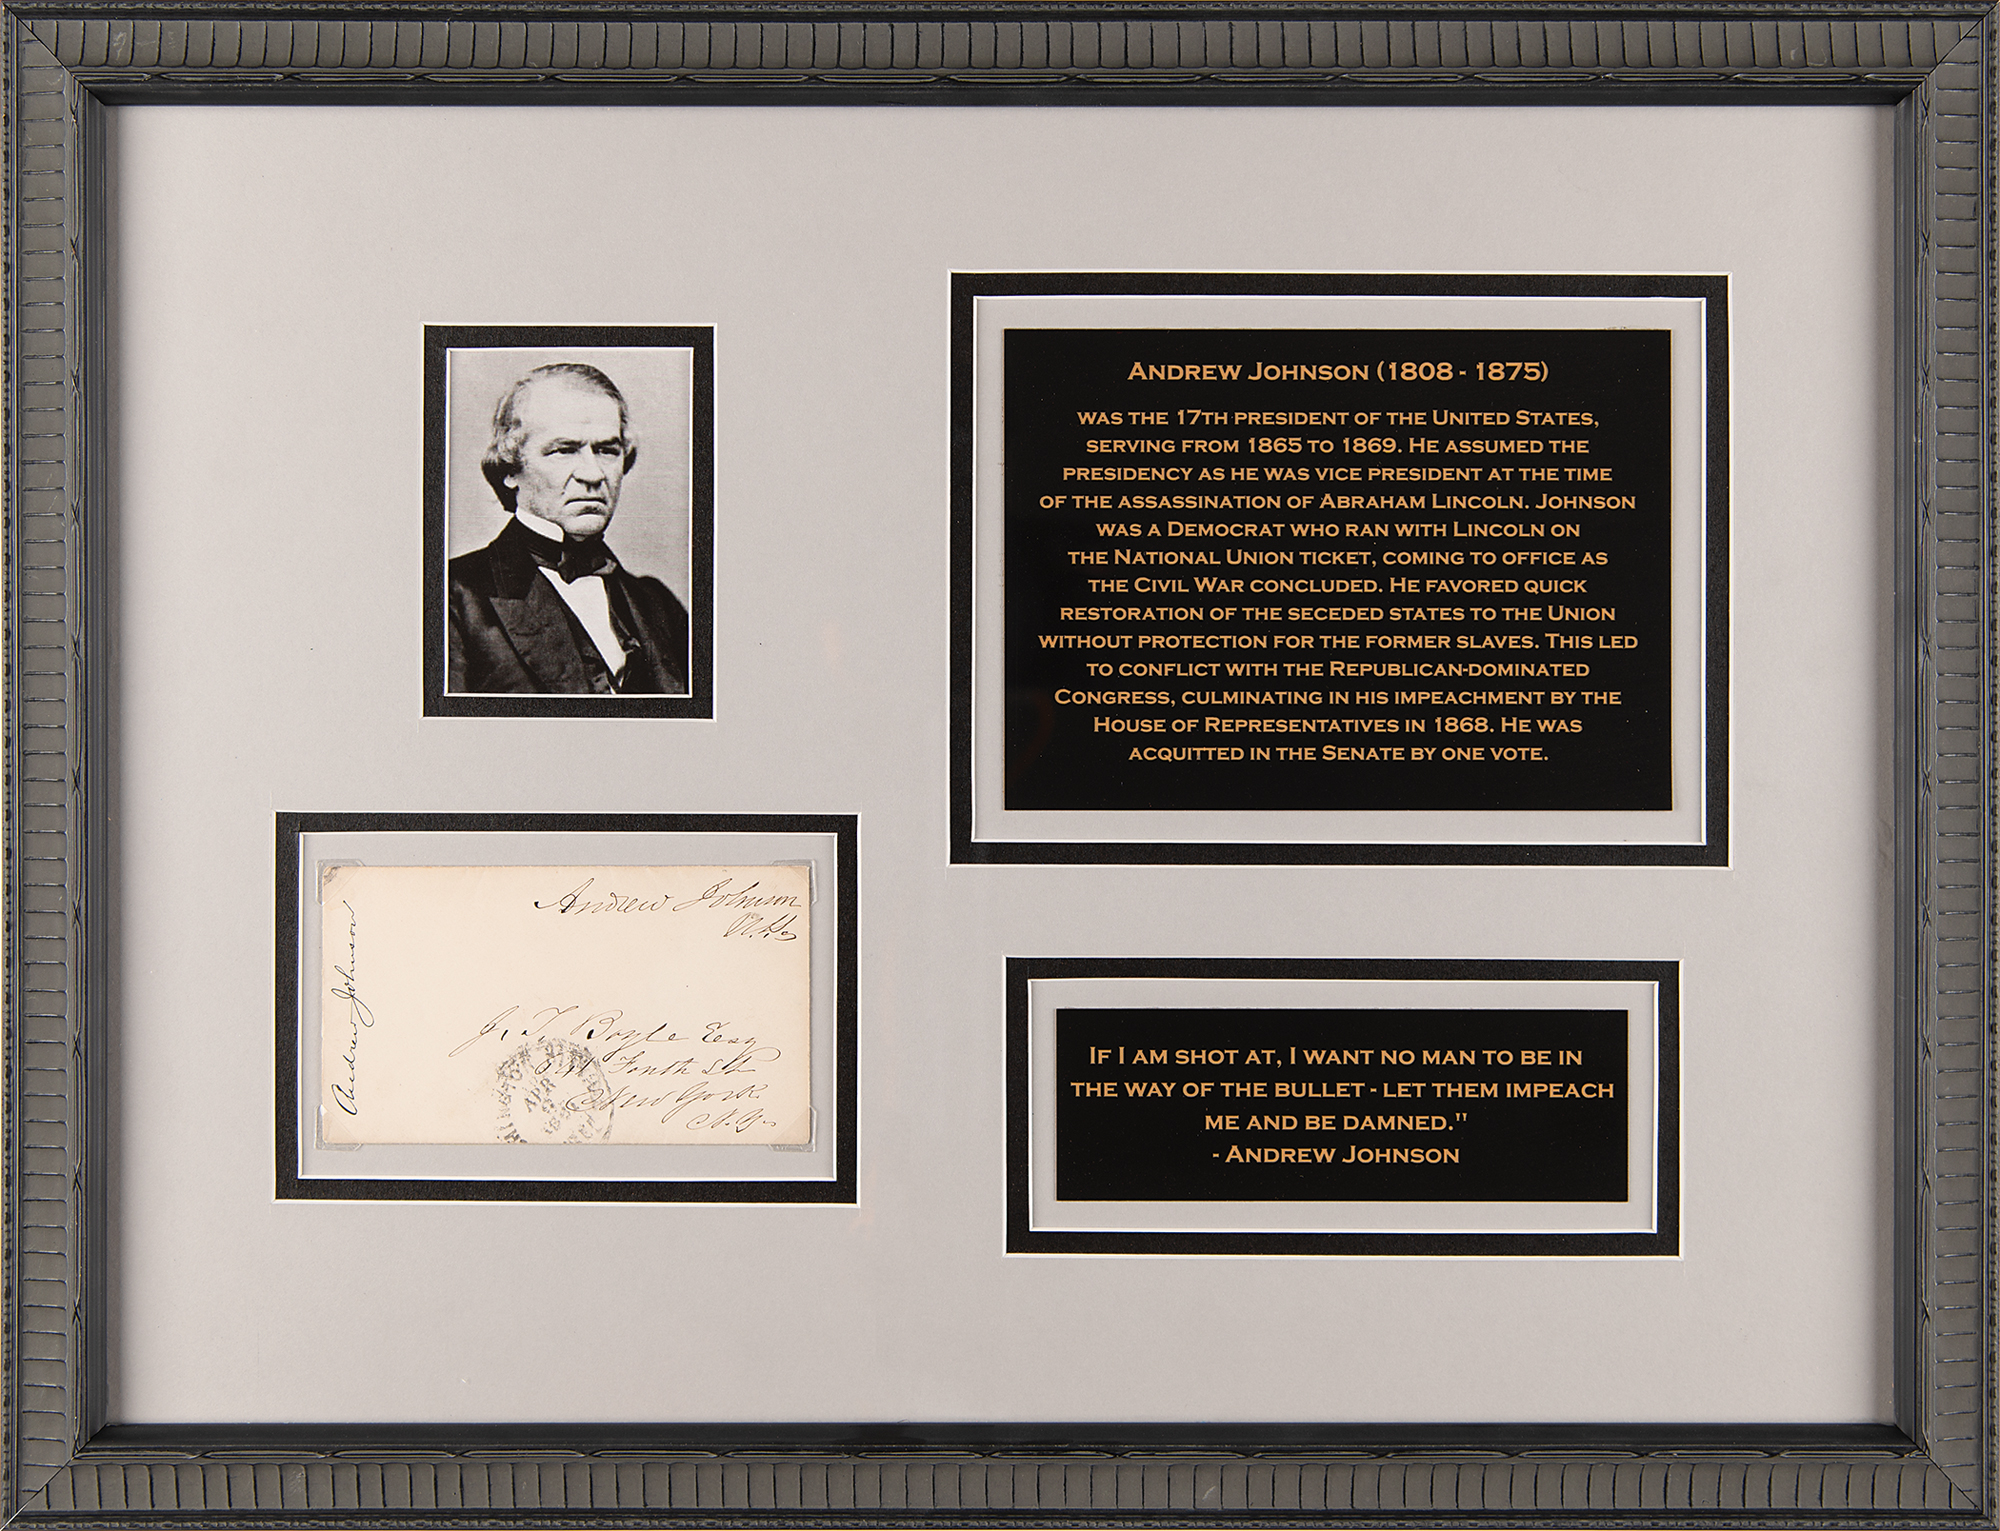 ANDREW JOHNSON (1808 - 1875)
WAS THE 17TH PRESIDENT OF THE UNITED STATES,
SERVING FROM 1865 TO 1869. HE ASSUMED THE
PRESIDENCY AS HE WAS VICE PRESIDENT AT THE TIME
OF THE ASSASSINATION OF ABRAHAM LINCOLN. JOHNSON
WAS A DEMOCRAT WHO RAN WITH LINCOLN ON
THE NATIONAL UNION TICKET, COMING TO OFFICE AS
THE CIVIL WAR CONCLUDED. HE FAVORED QUICK
RESTORATION OF THE SECEDED STATES TO THE UNION
WITHOUT PROTECTION FOR THE FORMER SLAVES. THIS LED
TO CONFLICT WITH THE REPUBLICAN-DOMINATED
CONGRESS, CULMINATING IN HIS IMPEACHMENT BY THE
HOUSE OF REPRESENTATIVES IN 1868. HE WAS
ACQUITTED IN THE SENATE BY ONE VOTE.
Andrew Johnson
Andrew Johnson
J. T. Boyle Esq
Fourth St
New York
N.Y.
IF I AM SHOT AT, I WANT NO MAN TO BE IN
THE WAY OF THE BULLET - LET THEM IMPEACH
ME AND BE DAMNED."
- ANDREW JOHNSON